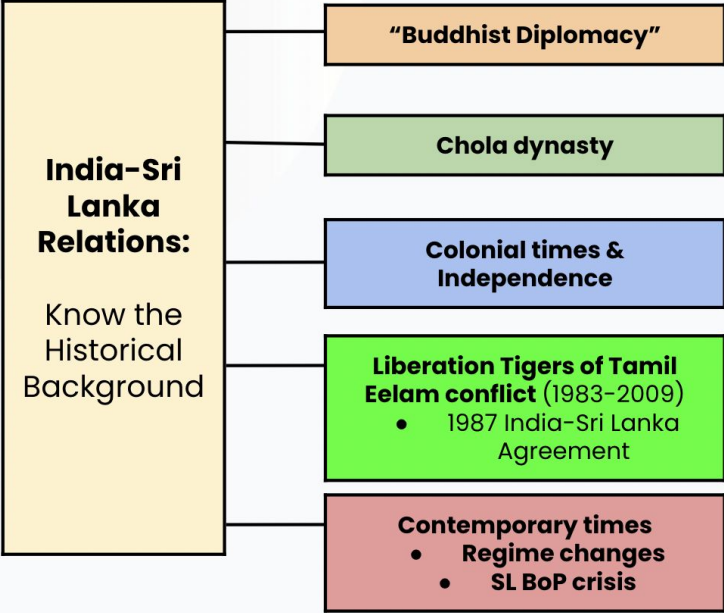 India-Sri
Lanka
Relations:
Know the
Historical
Background
“Buddhist Diplomacy”
Chola dynasty
Colonial times &
Independence
Liberation Tigers of Tamil
Eelam conflict (1983-2009)
● 1987 India-Sri Lanka
Agreement
Contemporary times
● Regime changes
● SL BoP crisis